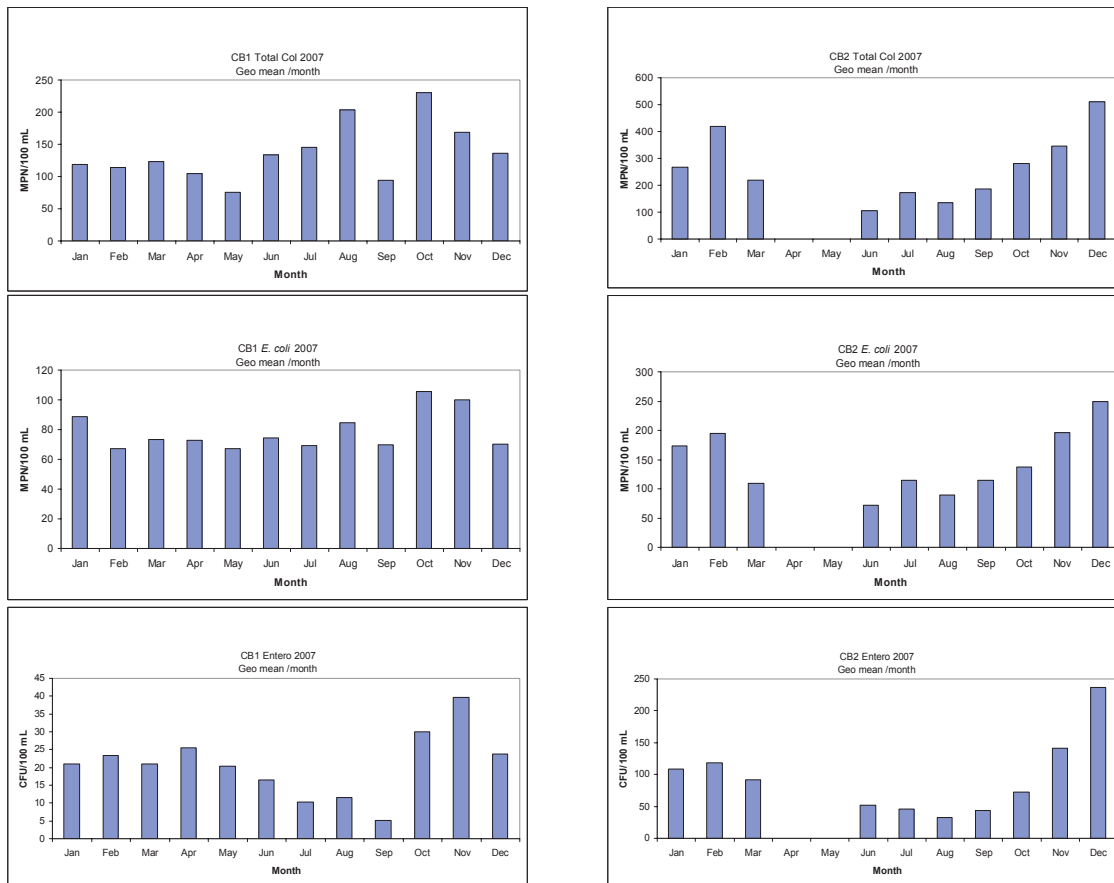 CB1 Total Col 2007
Geo mean /month
250
200
150
100
50
0
MPN/100 mL
Jan Feb Mar Apr May Jun Jul Aug Sep Oct Nov Dec
Month
CB2 Total Col 2007
Geo mean /month
600
500
400
300
200
100
0
MPN/100 mL
Jan Feb Mar Apr May Jun Jul Aug Sep Oct Nov Dec
Month
CB1 E. coli 2007
Geo mean /month
120
100
80
60
40
20
0
MPN/100 mL
Jan Feb Mar Apr May Jun Jul Aug Sep Oct Nov Dec
Month
CB2 E. coli 2007
Geo mean /month
300
250
200
150
100
50
0
MPN/100 mL
Jan Feb Mar Apr May Jun Jul Aug Sep Oct Nov Dec
Month
CB1 Entero 2007
Geo mean /month
45
40
35
30
25
20
15
10
5
0
CFU/100 mL
Jan Feb Mar Apr May Jun Jul Aug Sep Oct Nov Dec
Month
CB2 Entero 2007
Geo mean /month
250
200
150
100
50
0
CFU/100 mL
Jan Feb Mar Apr May Jun Jul Aug Sep Oct Nov Dec
Month